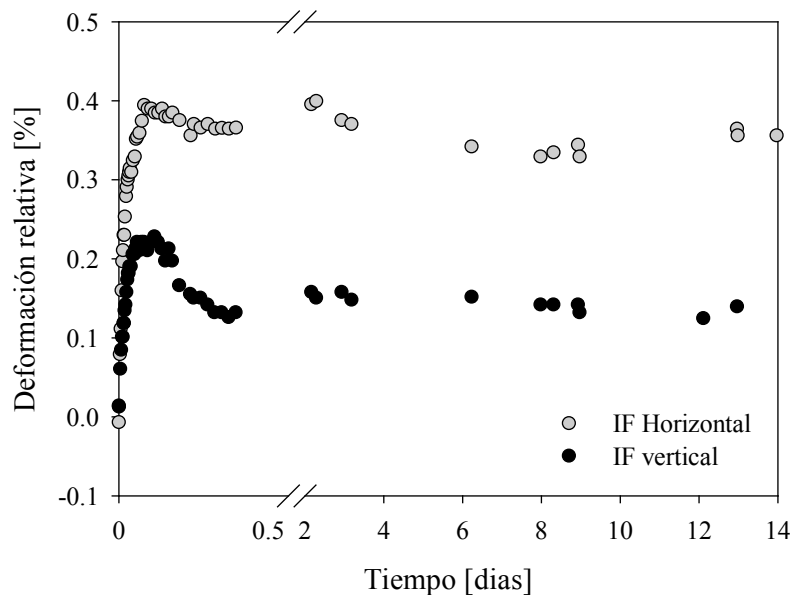 0.5
0.4
0.3
0.2
0.1
0.0
-0.1
Deformación relativa [%]
IF Horizontal
IF vertical
0 0.5 2 4 6 8 10 12 14
Tiempo [dias]